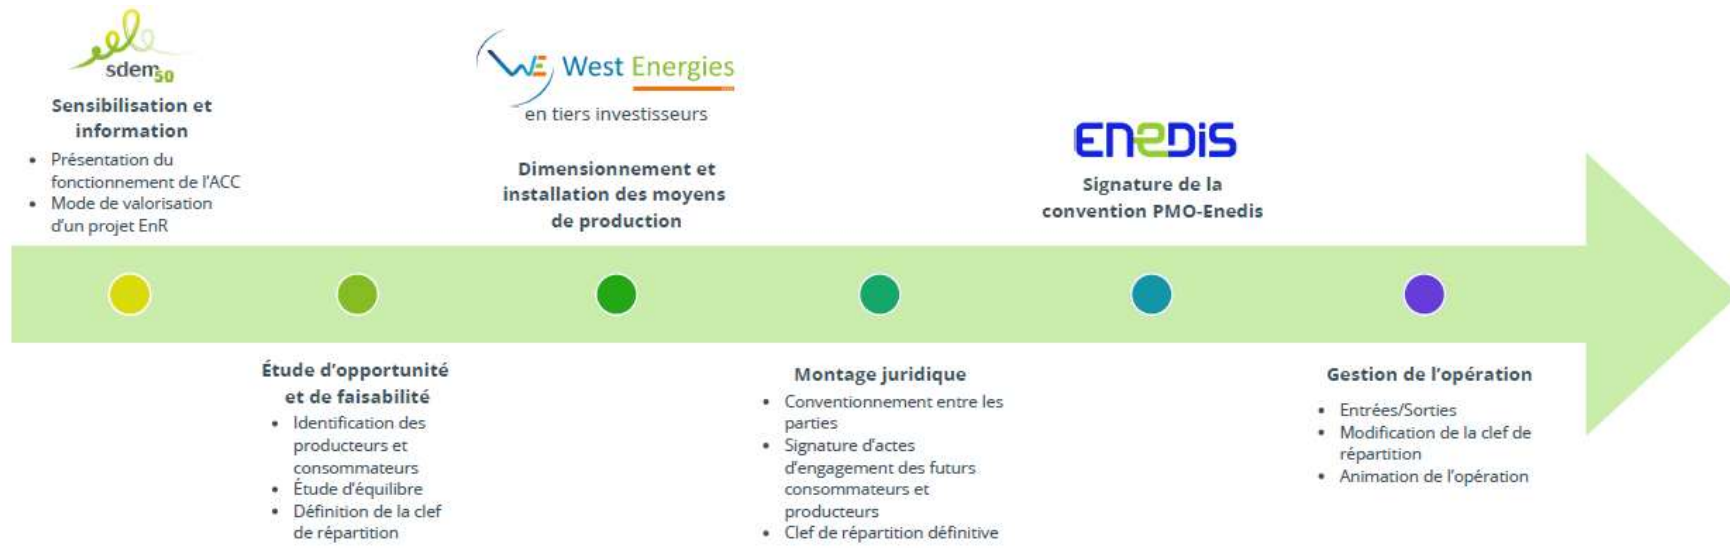 sdem50
Sensibilisation et
information
• Présentation du
fonctionnement de l'ACC
• Mode de valorisation
d'un projet EnR
Étude d'opportunité
et de faisabilité
• Identification des
producteurs et
consommateurs
• Étude d'équilibre
• Définition de la clef
de répartition
WE West Energies
en tiers investisseurs
Dimensionnement et
installation des moyens
de production
Montage juridique
• Conventionnement entre les
parties
• Signature d'actes
d'engagement des futurs
consommateurs et
producteurs
• Clef de répartition définitive
ENEDIS
Signature de la
convention PMO-Enedis
Gestion de l'opération
• Entrées/Sorties
• Modification de la clef de
répartition
• Animation de l'opération